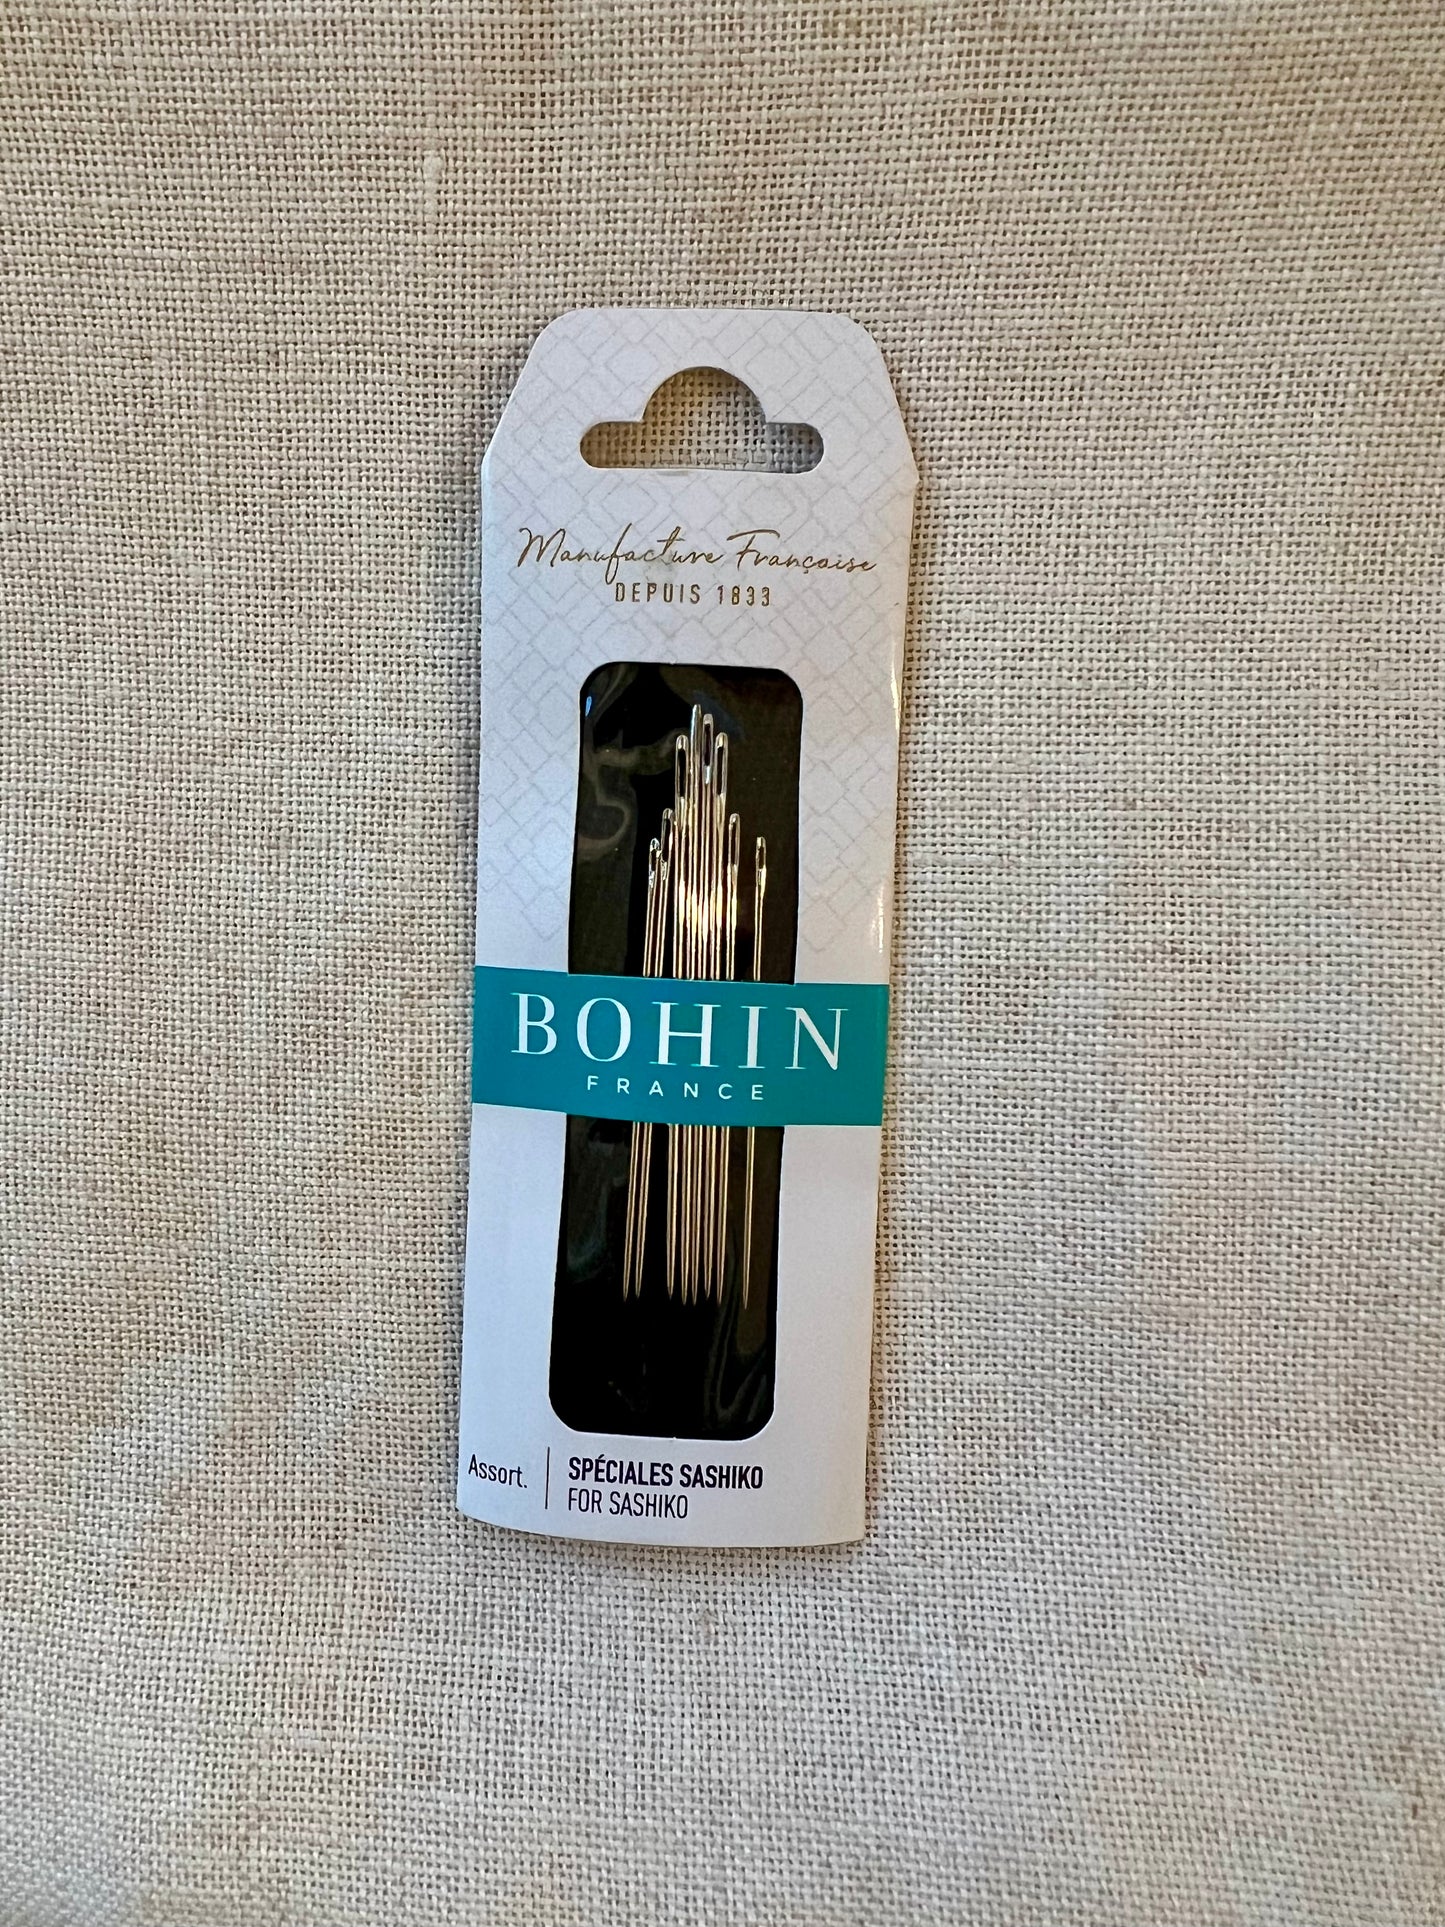 Manufacture Française
DEPUIS 1833
BOHIN
FRANCE
Assort.
SPÉCIALES SASHIKO
FOR SASHIKO